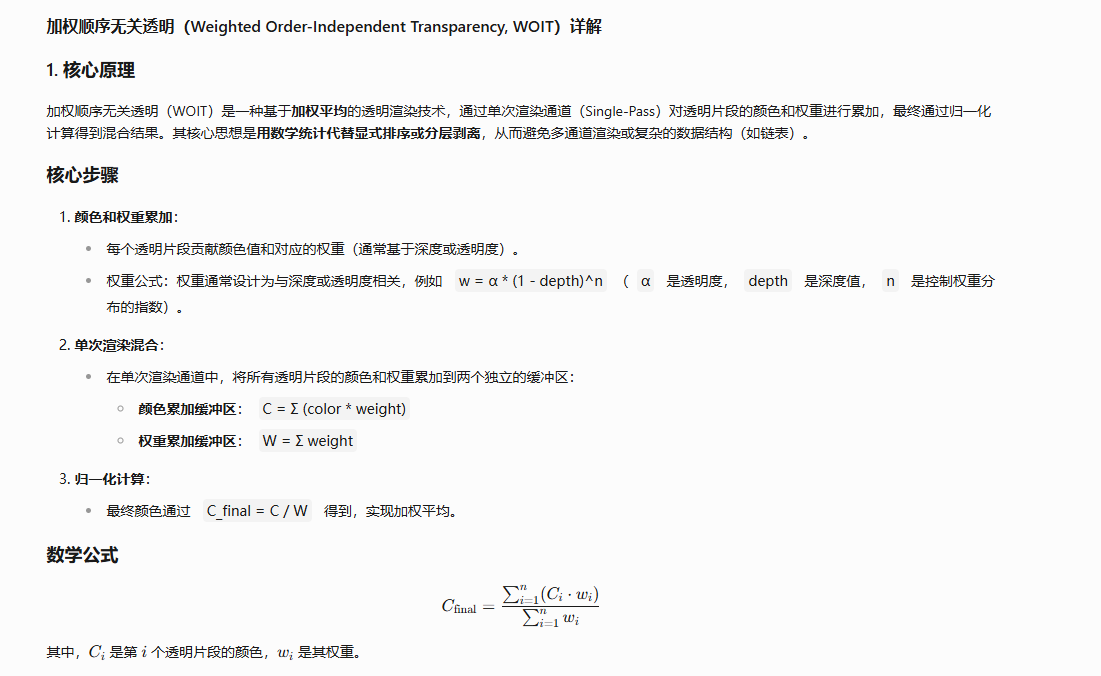 加权顺序无关透明（Weighted Order-Independent Transparency, WOIT）详解
1. 核心原理
加权顺序无关透明（WOIT）是一种基于加权平均的透明渲染技术，通过单次渲染通道（Single-Pass）对透明片段的颜色和权重进行累加，最终通过归一化
计算得到混合结果。其核心思想是用数学统计代替显式排序或分层剥离，从而避免多通道渲染或复杂的数据结构（如链表）。
核心步骤
1. 颜色和权重累加：
每个透明片段贡献颜色值和对应的权重（通常基于深度或透明度）。
权重公式：权重通常设计为与深度或透明度相关，例如 w = α * (1 - depth)^n （ α 是透明度， depth 是深度值， n 是控制权重分
布的指数）。
2. 单次渲染混合：
在单次渲染通道中，将所有透明片段的颜色和权重累加到两个独立的缓冲区：
颜色累加缓冲区： C = Σ (color * weight)
权重累加缓冲区： W = Σ weight
3. 归一化计算：
最终颜色通过 C_final = C / W 得到，实现加权平均。
数学公式
C_final = ∑_{i=1}^{n} (C_i · w_i) / ∑_{i=1}^{n} w_i
其中，C_i 是第 i 个透明片段的颜色，w_i 是其权重。